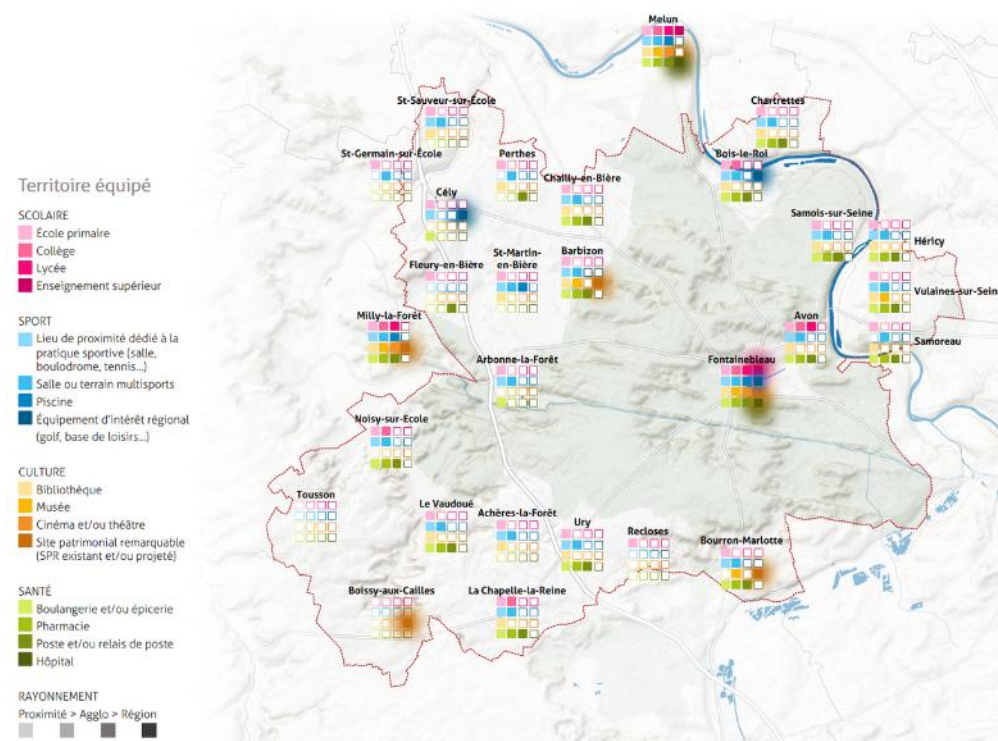 Territoire équipé
SCOLAIRE
École primaire
Collège
Lycée
Enseignement supérieur
SPORT
Lieu de proximité dédié à la
pratique sportive (salle,
boulodrome, tennis...)
Salle ou terrain multisports
Piscine
Équipement d'intérêt régional
(golf, base de loisirs...)
CULTURE
Bibliothèque
Musée
Cinéma et/ou théâtre
Site patrimonial remarquable
(SPR existant et/ou projeté)
SANTÉ
Boulangerie et/ou épicerie
Pharmacie
Poste et/ou relais de poste
Hôpital
RAYONNEMENT
Proximité > Agglo > Région
Melun
St-Sauveur-sur-École
Chartrettes
St-Germain-sur-École
Perthes
Bois-le-Roi
Chailly-en-Bière
Cély
Samois-sur-Seine
Héricy
Fleury-en-Bière
St-Martin-
en-Bière
Barbizon
Vulaines-sur-Sein
Milly-la-Forêt
Avon
Samoreau
Arbonne-la-Forêt
Fontainebleau
Noisy-sur-Ecole
Tousson
Le Vaudoué
Achères-la-Forêt
Ury
Recloses
Bourron-Marlotte
Boissy-aux-Cailles
La Chapelle-la-Reine